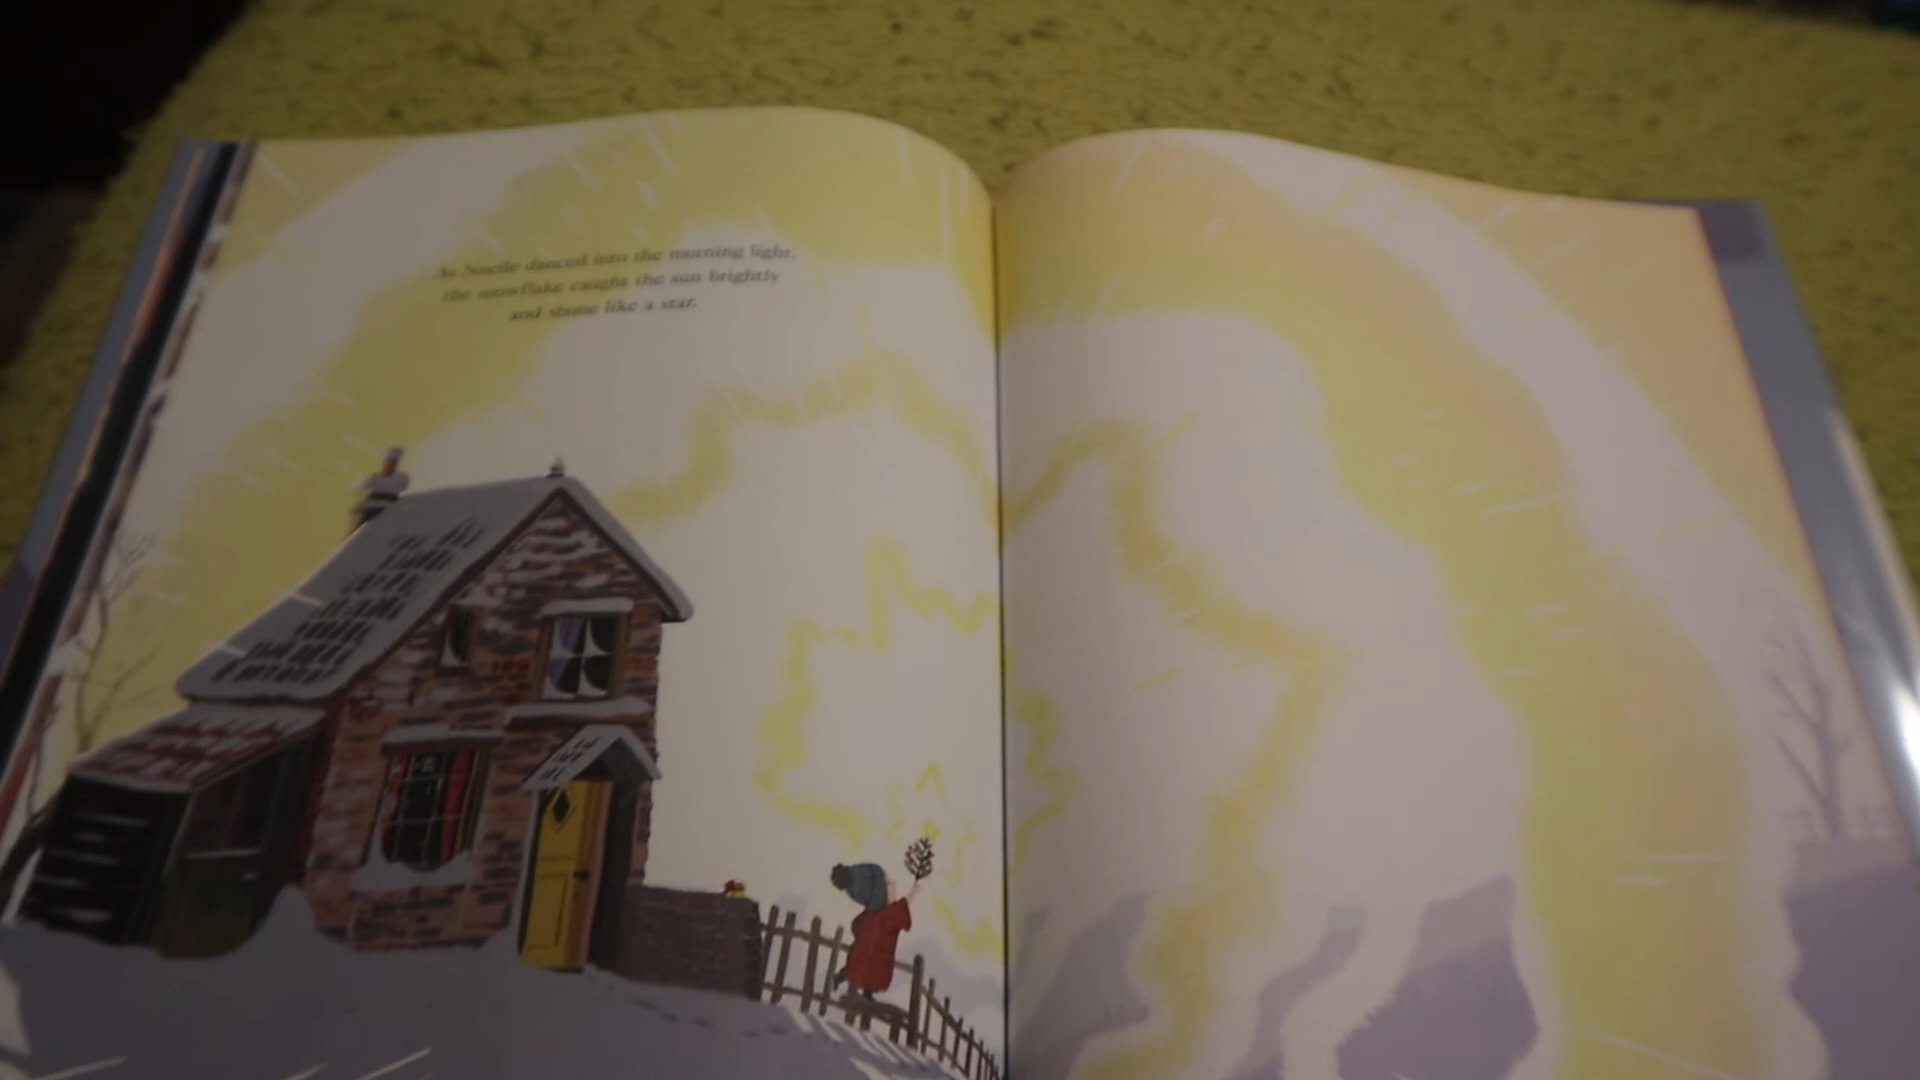 As Noelle danced into the morning light,
the snowflake caught the sun brightly
and shone like a star.